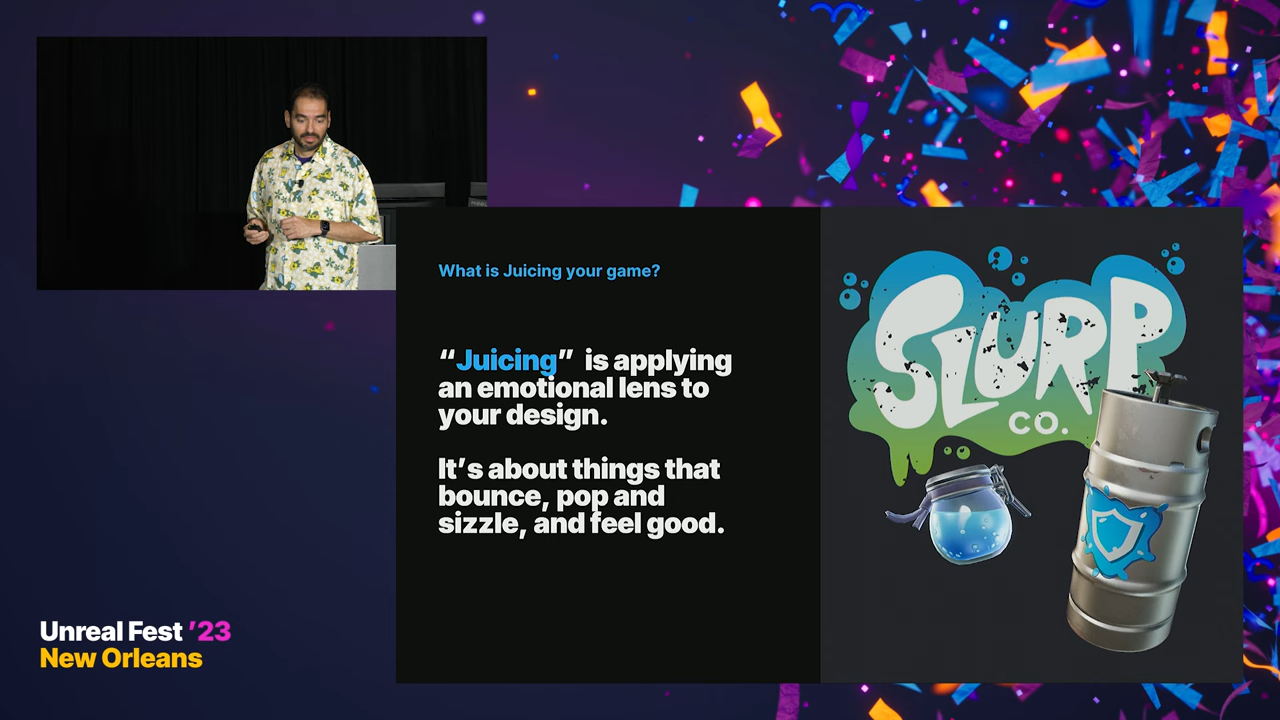 What is Juicing your game?
“Juicing” is applying
an emotional lens to
your design.
It’s about things that
bounce, pop and
sizzle, and feel good.
SLURP
CO.
Unreal Fest ’23
New Orleans